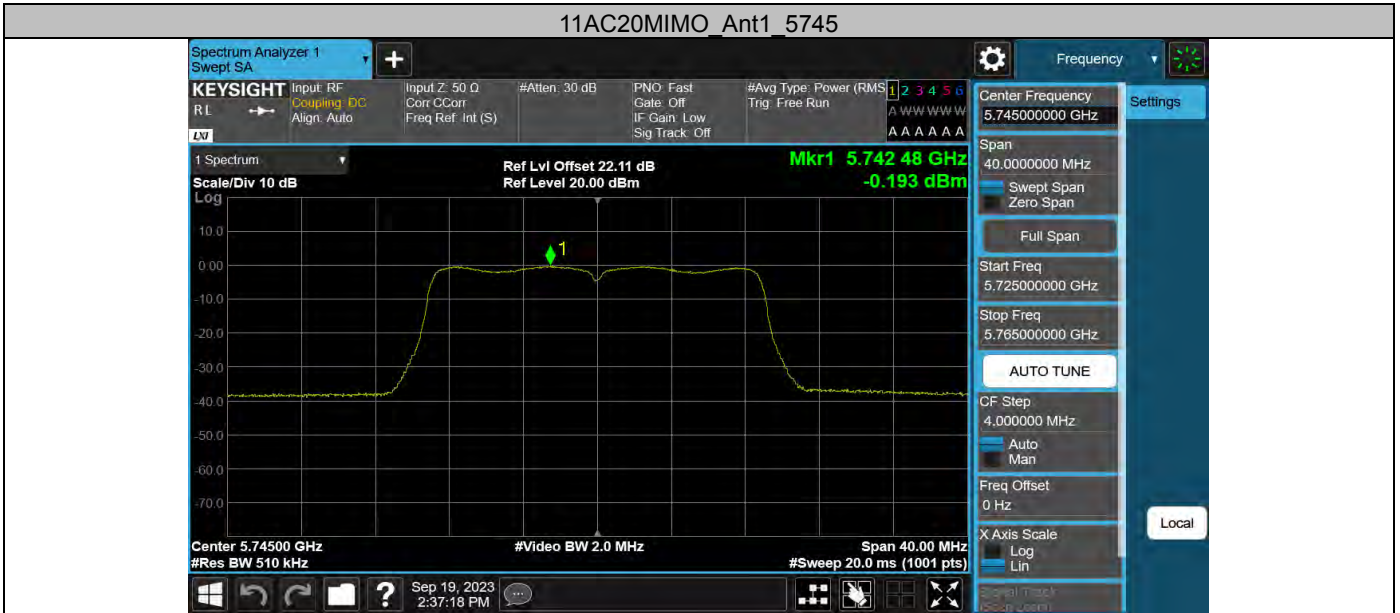 11AC20MIMO_Ant1_5745
Spectrum Analyzer 1
Swept SA
Frequency
KEYSIGHT
RL
LXI
Input: RF
Coupling: DC
Align: Auto
Input Z: 50 Ω
Corr CCorr
Freq Ref: Int (S)
#Atten: 30 dB
PNO: Fast
Gate: Off
IF Gain: Low
Sig Track: Off
#Avg Type: Power (RMS
Trig: Free Run
1 2 3 4 5 6
A W W W W W
A A A A A A
1 Spectrum
Scale/Div 10 dB
Log
Ref Lvl Offset 22.11 dB
Ref Level 20.00 dBm
Mkr1 5.742 48 GHz
-0.193 dBm
1
10.0
0.00
-10.0
-20.0
-30.0
-40.0
-50.0
-60.0
-70.0
Center 5.74500 GHz
#Res BW 510 kHz
#Video BW 2.0 MHz
Span 40.00 MHz
#Sweep 20.0 ms (1001 pts)
Sep 19, 2023
2:37:18 PM
Center Frequency
5.745000000 GHz
Settings
Span
40.0000000 MHz
Swept Span
Zero Span
Full Span
Start Freq
5.725000000 GHz
Stop Freq
5.765000000 GHz
AUTO TUNE
CF Step
4.000000 MHz
Auto
Man
Freq Offset
0 Hz
X Axis Scale
Log
Lin
Local
Signal Track
(Span Zoom)